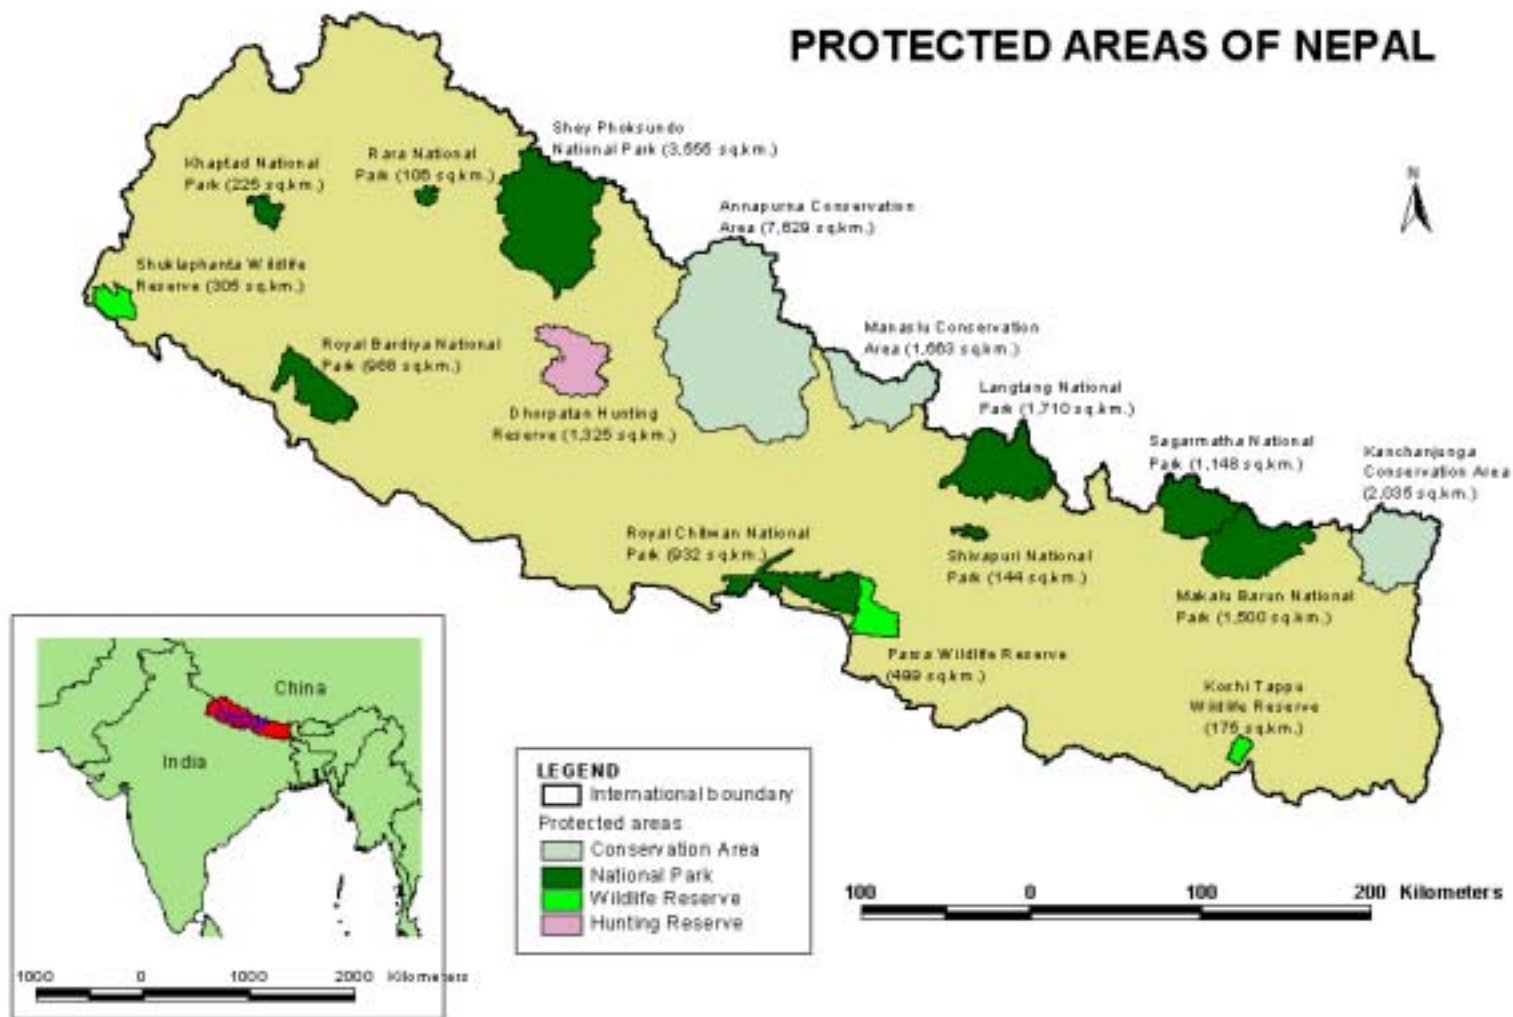 PROTECTED AREAS OF NEPAL
Shey Phoksundo
National Park (3,555 sq.km.)
Khaptad National
Park (225 sq.km.)
Rara National
Park (106 sq.km.)
N
Annapurna Conservation
Area (7,629 sq.km.)
Shuklaphanta Wildlife
Reserve (305 sq.km.)
Manaslu Conservation
Area (1,663 sq.km.)
Royal Bardiya National
Park (968 sq.km.)
Langtang National
Park (1,710 sq.km.)
Dhorpatan Hunting
Reserve (1,325 sq.km.)
Sagarmatha National
Park (1,148 sq.km.)
Kanchanjunga
Conservation Area
(2,035 sq.km.)
Royal Chitwan National
Park (932 sq.km.)
Shivapuri National
Park (144 sq.km.)
Makalu Barun National
Park (1,500 sq.km.)
Parsa Wildlife Reserve
(499 sq.km.)
Koshi Tappu
Wildlife Reserve
(175 sq.km.)
China
India
1000 0 1000 2000 Kilometers
LEGEND
International boundary
Protected areas
Conservation Area
National Park
Wildlife Reserve
Hunting Reserve
100 0 100 200 Kilometers